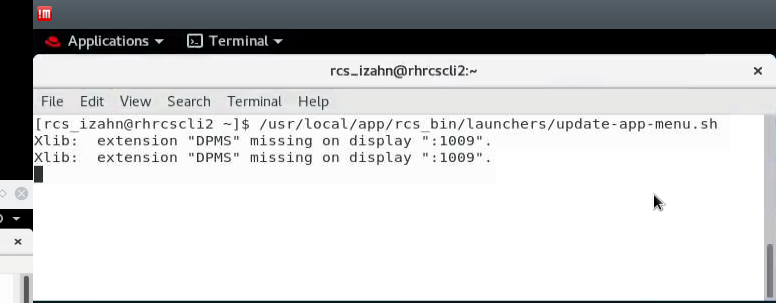 !m
Applications
Terminal
rcs_izahn@rhrcscli2:~
File Edit View Search Terminal Help
[rcs_izahn@rhrcscli2 ~]$ /usr/local/app/rcs_bin/launchers/update-app-menu.sh
Xlib:  extension "DPMS" missing on display ":1009".
Xlib:  extension "DPMS" missing on display ":1009".